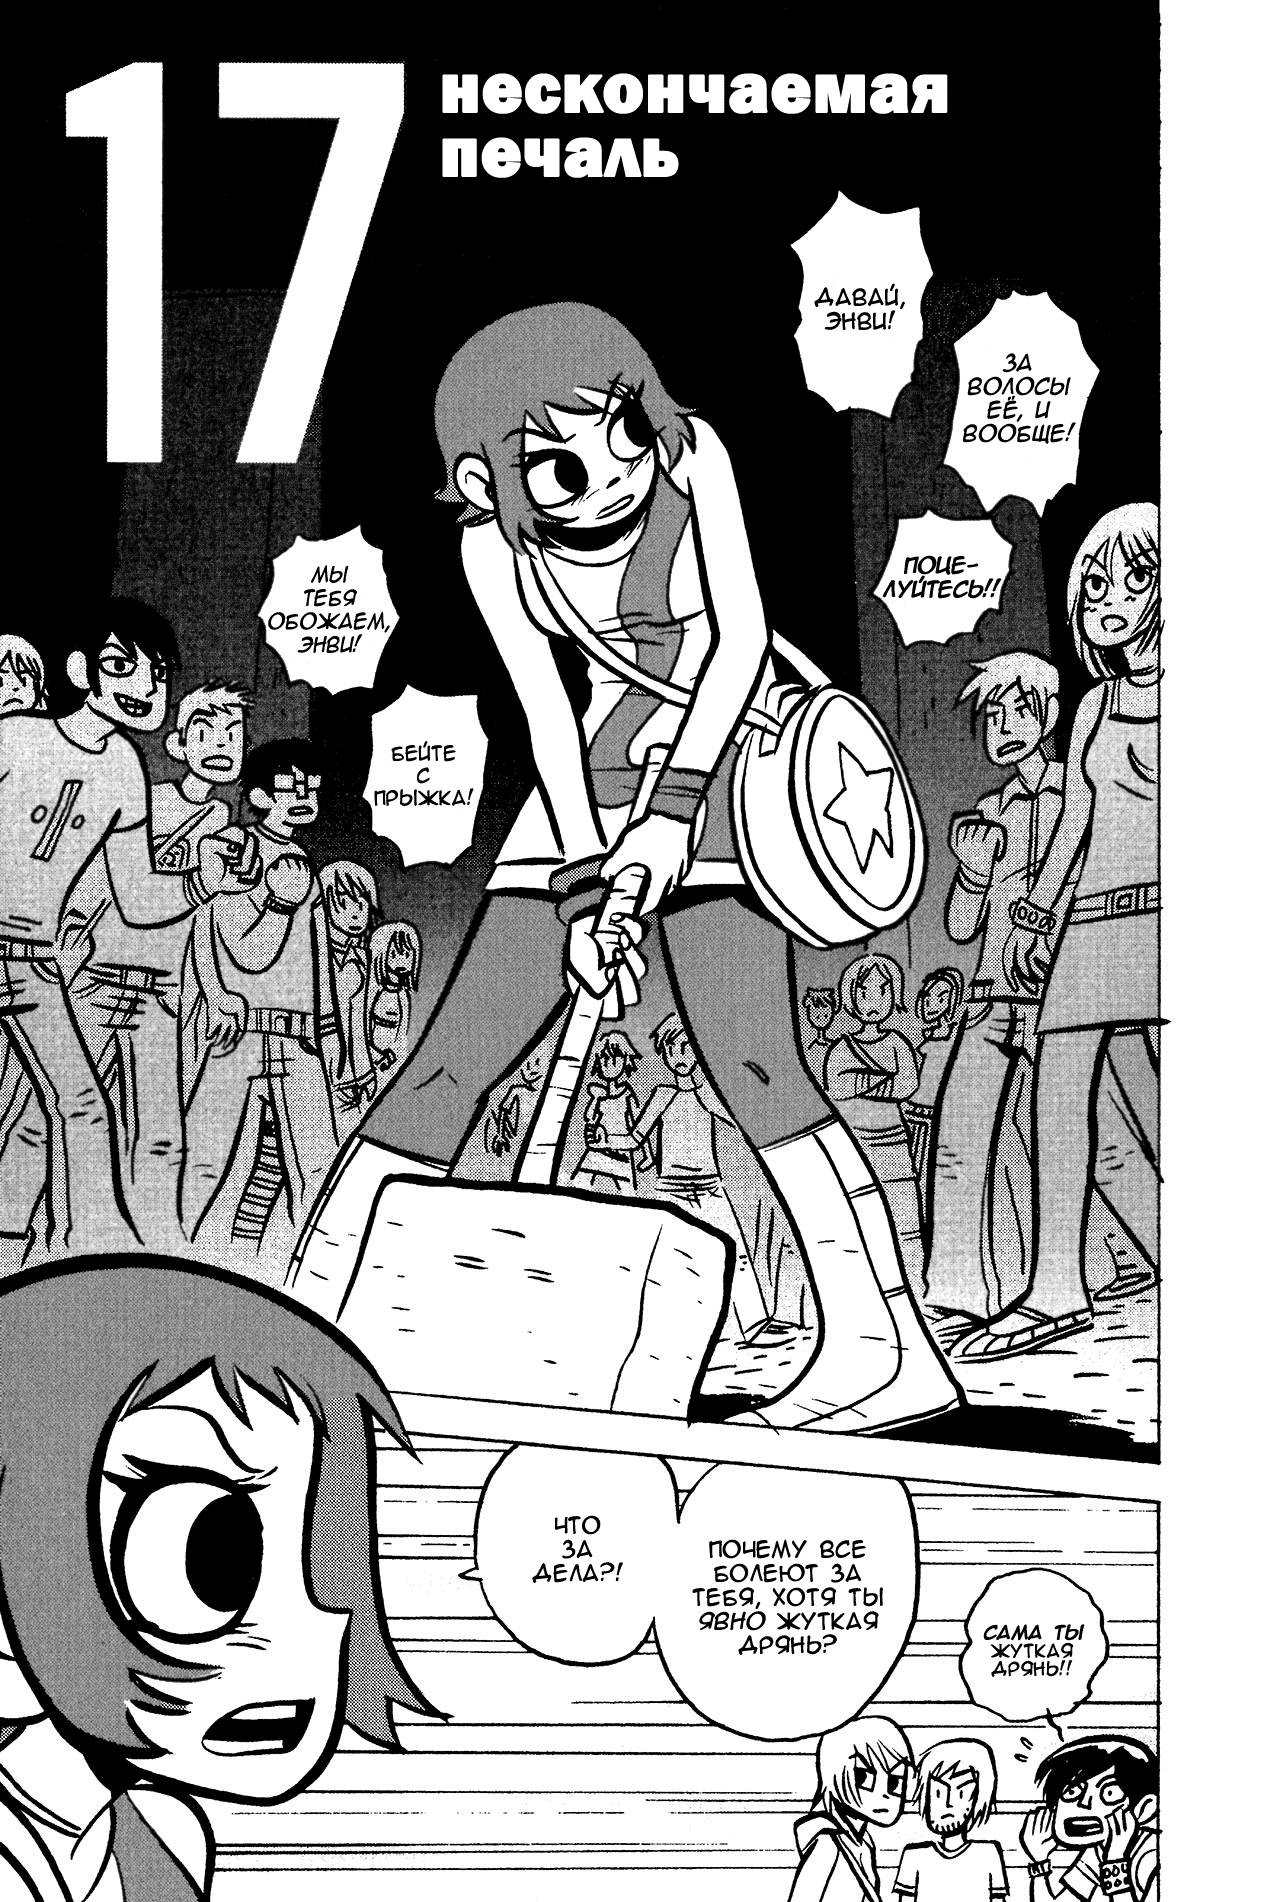 17
нескончаемая
печаль
ДАВАЙ,
ЭНВИ!
ЗА
ВОЛОСЫ
ЕЁ, И
ВООБЩЕ!
ПОЦЕ-
ЛУЙТЕСЬ!!
МЫ
ТЕБЯ
ОБОЖАЕМ,
ЭНВИ!
БЕЙТЕ
С
ПРЫЖКА!
%
ЧТО
ЗА
ДЕЛА?!
ПОЧЕМУ ВСЕ
БОЛЕЮТ ЗА
ТЕБЯ, ХОТЯ ТЫ
ЯВНО ЖУТКАЯ
ДРЯНЬ?
САМА ТЫ
ЖУТКАЯ
ДРЯНЬ!!